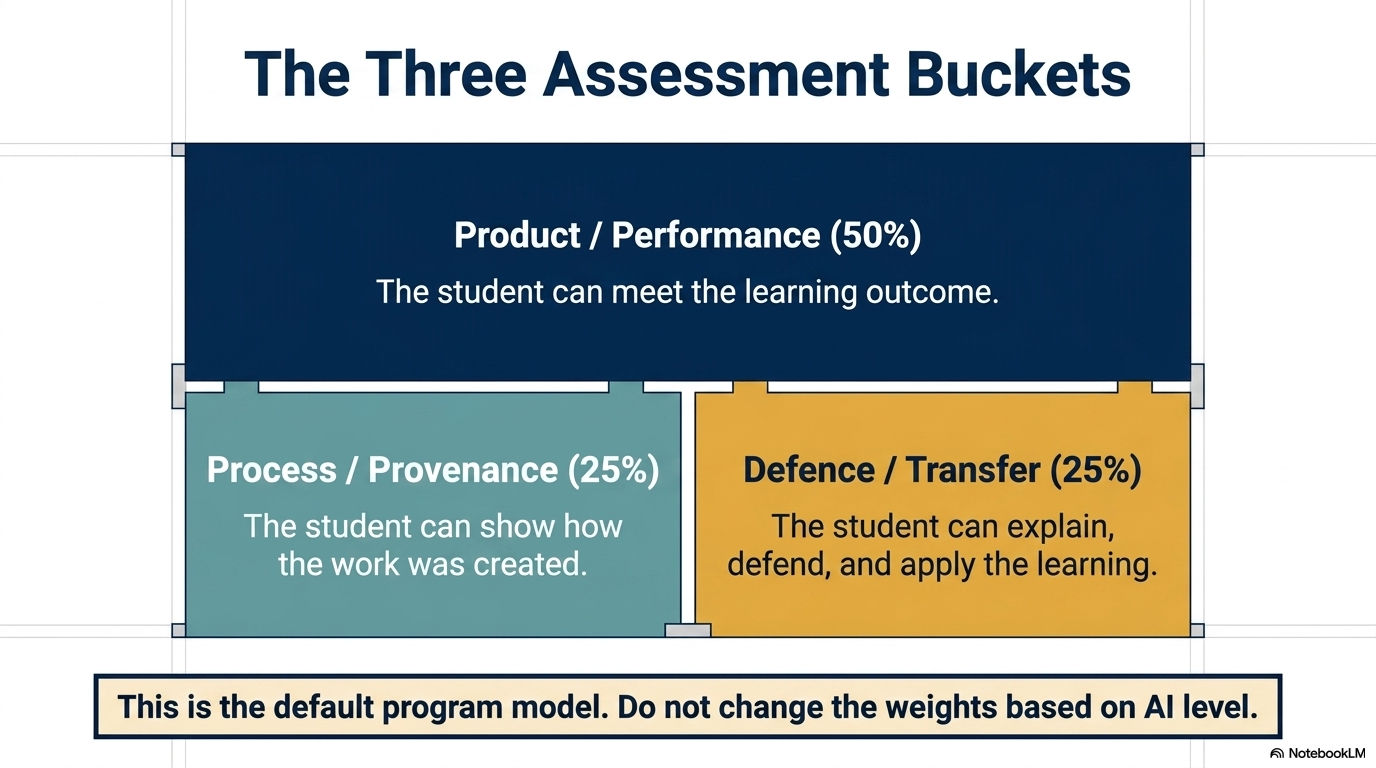 The Three Assessment Buckets
Product / Performance (50%)
The student can meet the learning outcome.
Process / Provenance (25%)
The student can show how
the work was created.
Defence / Transfer (25%)
The student can explain,
defend, and apply the learning.
This is the default program model. Do not change the weights based on AI level.
NotebookLM